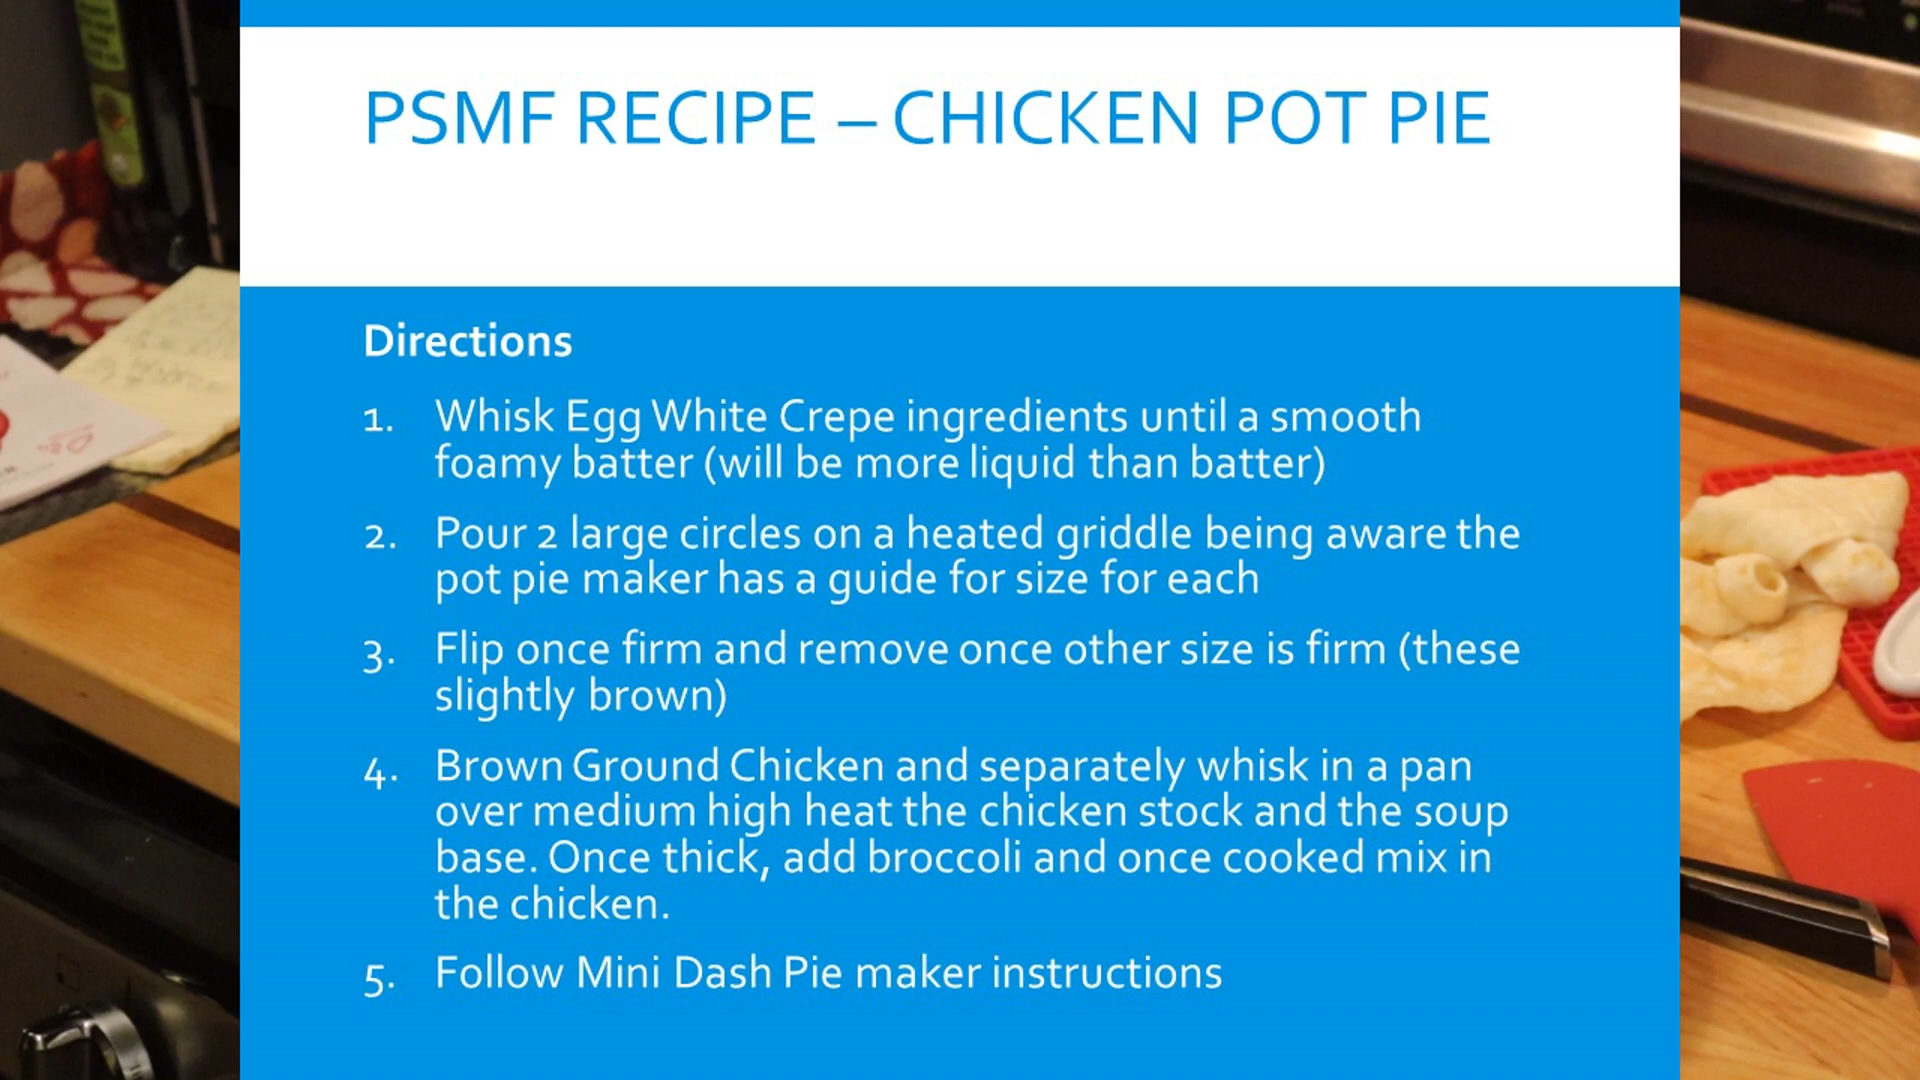 PSMF RECIPE – CHICKEN POT PIE
Directions
1. Whisk Egg White Crepe ingredients until a smooth
foamy batter (will be more liquid than batter)
2. Pour 2 large circles on a heated griddle being aware the
pot pie maker has a guide for size for each
3. Flip once firm and remove once other size is firm (these
slightly brown)
4. Brown Ground Chicken and separately whisk in a pan
over medium high heat the chicken stock and the soup
base. Once thick, add broccoli and once cooked mix in
the chicken.
5. Follow Mini Dash Pie maker instructions